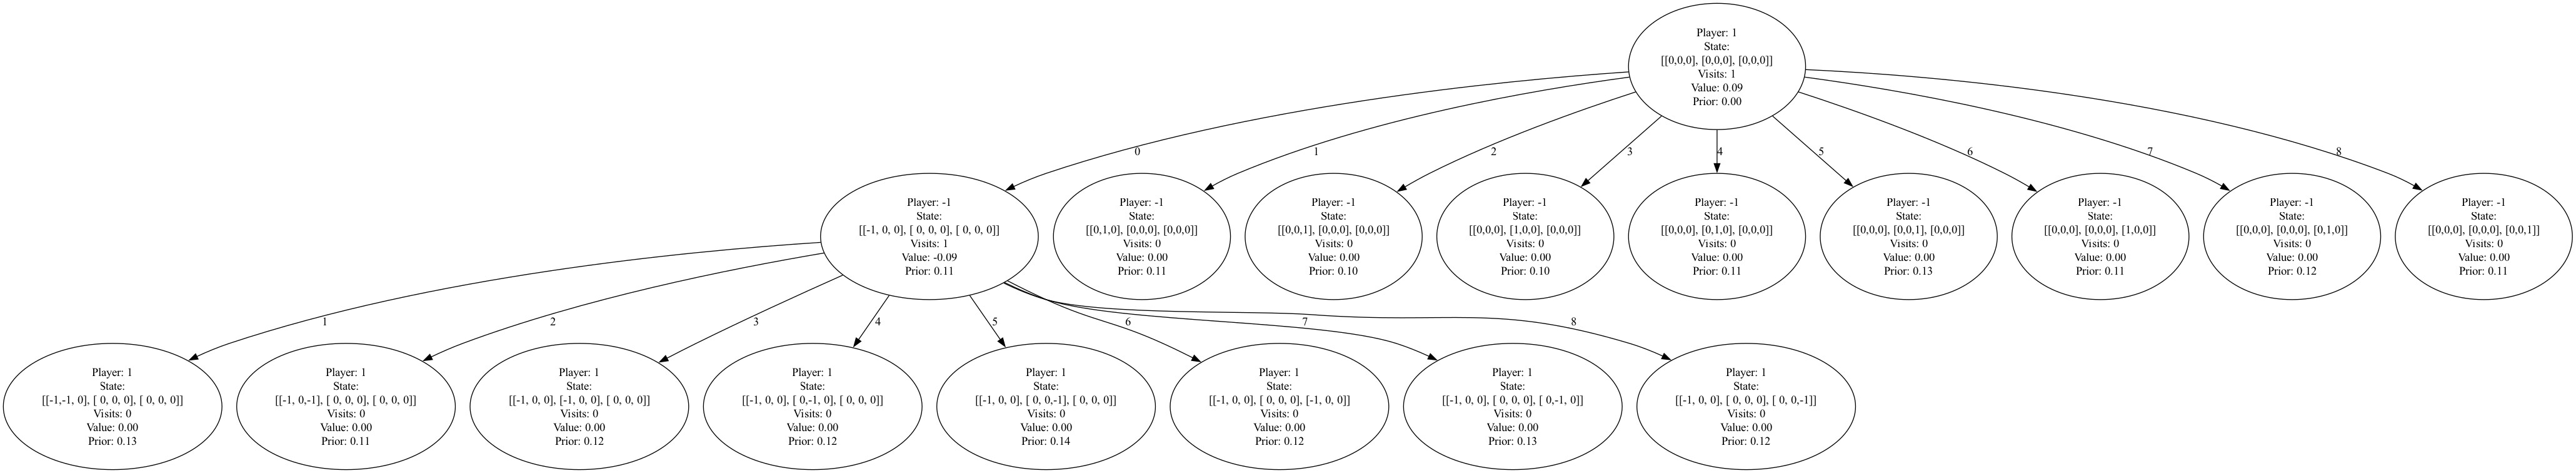 Player: 1
State:
[[0,0,0], [0,0,0], [0,0,0]]
Visits: 1
Value: 0.09
Prior: 0.00
0
1
2
3
4
5
6
7
8
Player: -1
State:
[[-1, 0, 0], [ 0, 0, 0], [ 0, 0, 0]]
Visits: 1
Value: -0.09
Prior: 0.11
Player: -1
State:
[[0,1,0], [0,0,0], [0,0,0]]
Visits: 0
Value: 0.00
Prior: 0.11
Player: -1
State:
[[0,0,1], [0,0,0], [0,0,0]]
Visits: 0
Value: 0.00
Prior: 0.10
Player: -1
State:
[[0,0,0], [1,0,0], [0,0,0]]
Visits: 0
Value: 0.00
Prior: 0.10
Player: -1
State:
[[0,0,0], [0,1,0], [0,0,0]]
Visits: 0
Value: 0.00
Prior: 0.11
Player: -1
State:
[[0,0,0], [0,0,1], [0,0,0]]
Visits: 0
Value: 0.00
Prior: 0.13
Player: -1
State:
[[0,0,0], [0,0,0], [1,0,0]]
Visits: 0
Value: 0.00
Prior: 0.11
Player: -1
State:
[[0,0,0], [0,0,0], [0,1,0]]
Visits: 0
Value: 0.00
Prior: 0.12
Player: -1
State:
[[0,0,0], [0,0,0], [0,0,1]]
Visits: 0
Value: 0.00
Prior: 0.11
1
2
3
4
5
6
7
8
Player: 1
State:
[[-1,-1, 0], [ 0, 0, 0], [ 0, 0, 0]]
Visits: 0
Value: 0.00
Prior: 0.13
Player: 1
State:
[[-1, 0,-1], [ 0, 0, 0], [ 0, 0, 0]]
Visits: 0
Value: 0.00
Prior: 0.11
Player: 1
State:
[[-1, 0, 0], [-1, 0, 0], [ 0, 0, 0]]
Visits: 0
Value: 0.00
Prior: 0.12
Player: 1
State:
[[-1, 0, 0], [ 0,-1, 0], [ 0, 0, 0]]
Visits: 0
Value: 0.00
Prior: 0.12
Player: 1
State:
[[-1, 0, 0], [ 0, 0,-1], [ 0, 0, 0]]
Visits: 0
Value: 0.00
Prior: 0.14
Player: 1
State:
[[-1, 0, 0], [ 0, 0, 0], [-1, 0, 0]]
Visits: 0
Value: 0.00
Prior: 0.12
Player: 1
State:
[[-1, 0, 0], [ 0, 0, 0], [ 0,-1, 0]]
Visits: 0
Value: 0.00
Prior: 0.13
Player: 1
State:
[[-1, 0, 0], [ 0, 0, 0], [ 0, 0,-1]]
Visits: 0
Value: 0.00
Prior: 0.12